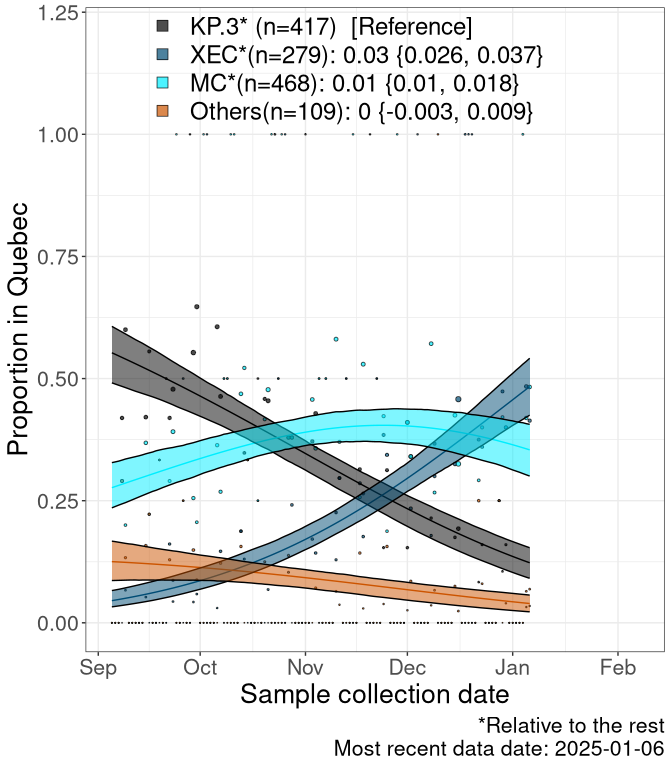 KP.3* (n=417)  [Reference]
XEC*(n=279): 0.03 {0.026, 0.037}
MC*(n=468): 0.01 {0.01, 0.018}
Others(n=109): 0 {-0.003, 0.009}
1.25
1.00
0.75
0.50
0.25
0.00
Proportion in Quebec
Sep Oct Nov Dec Jan Feb
Sample collection date
*Relative to the rest
Most recent data date: 2025-01-06